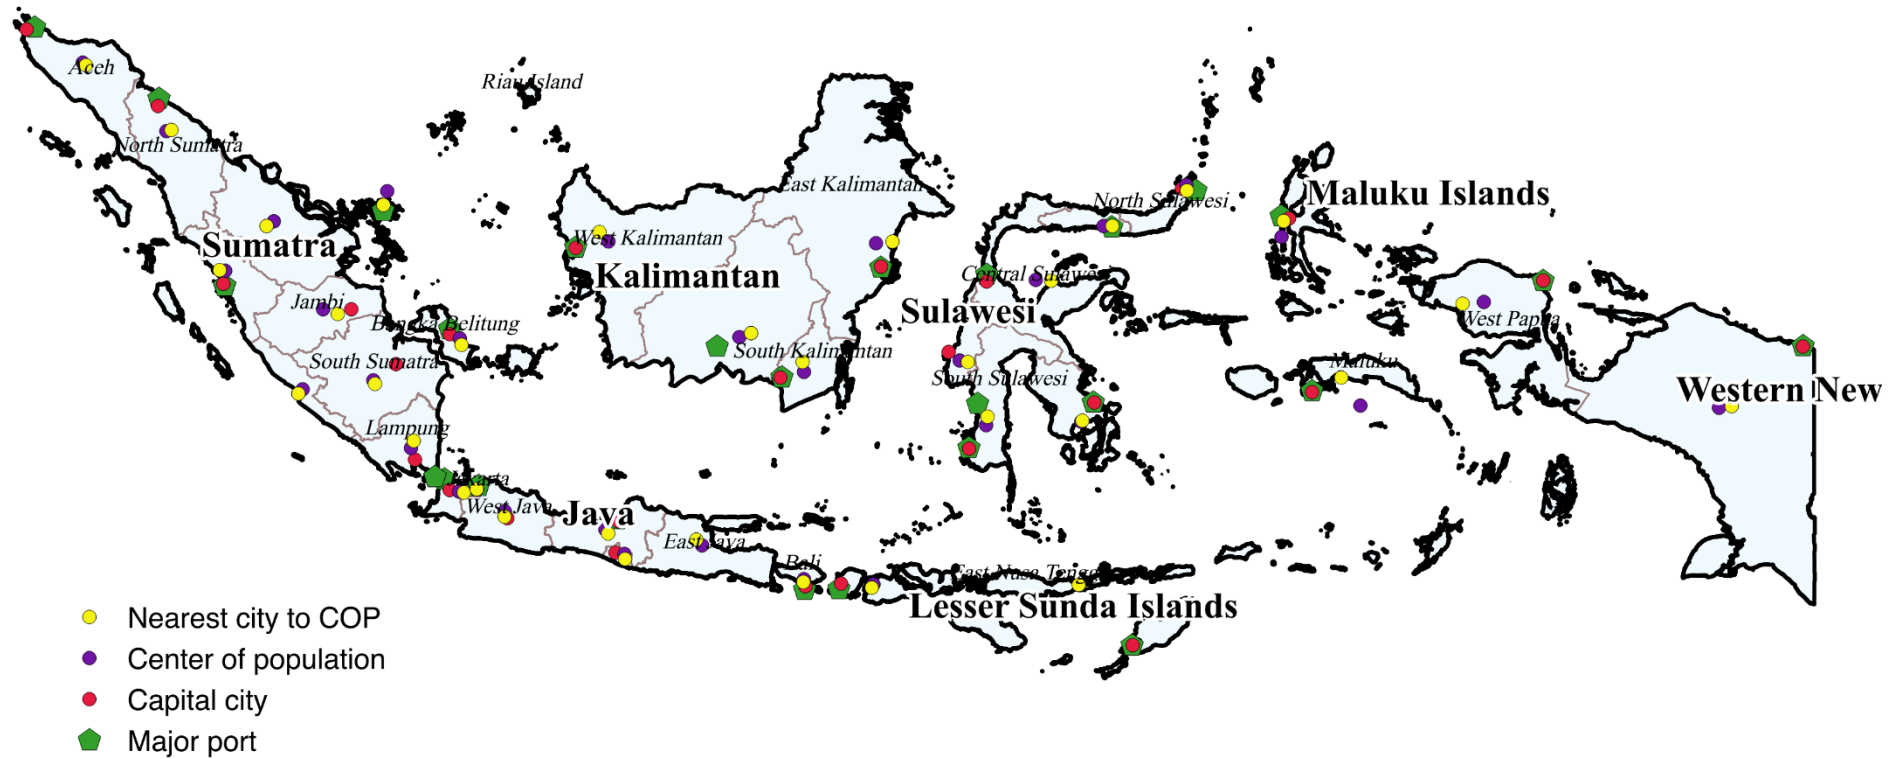 Riau Island
Aceh
North Sumatra
East Kalimantan
Maluku Islands
North Sulawesi
Sumatra
West Kalimantan
Kalimantan
Central Sulawesi
Sulawesi
Jambi
Bangka Belitung
West Papua
South Sumatra
South Kalimantan
South Sulawesi
Maluku
Western New
Lampung
Jakarta
West Java
Java
East Java
Bali
East Nusa Tengg
Lesser Sunda Islands
Nearest city to COP
Center of population
Capital city
Major port